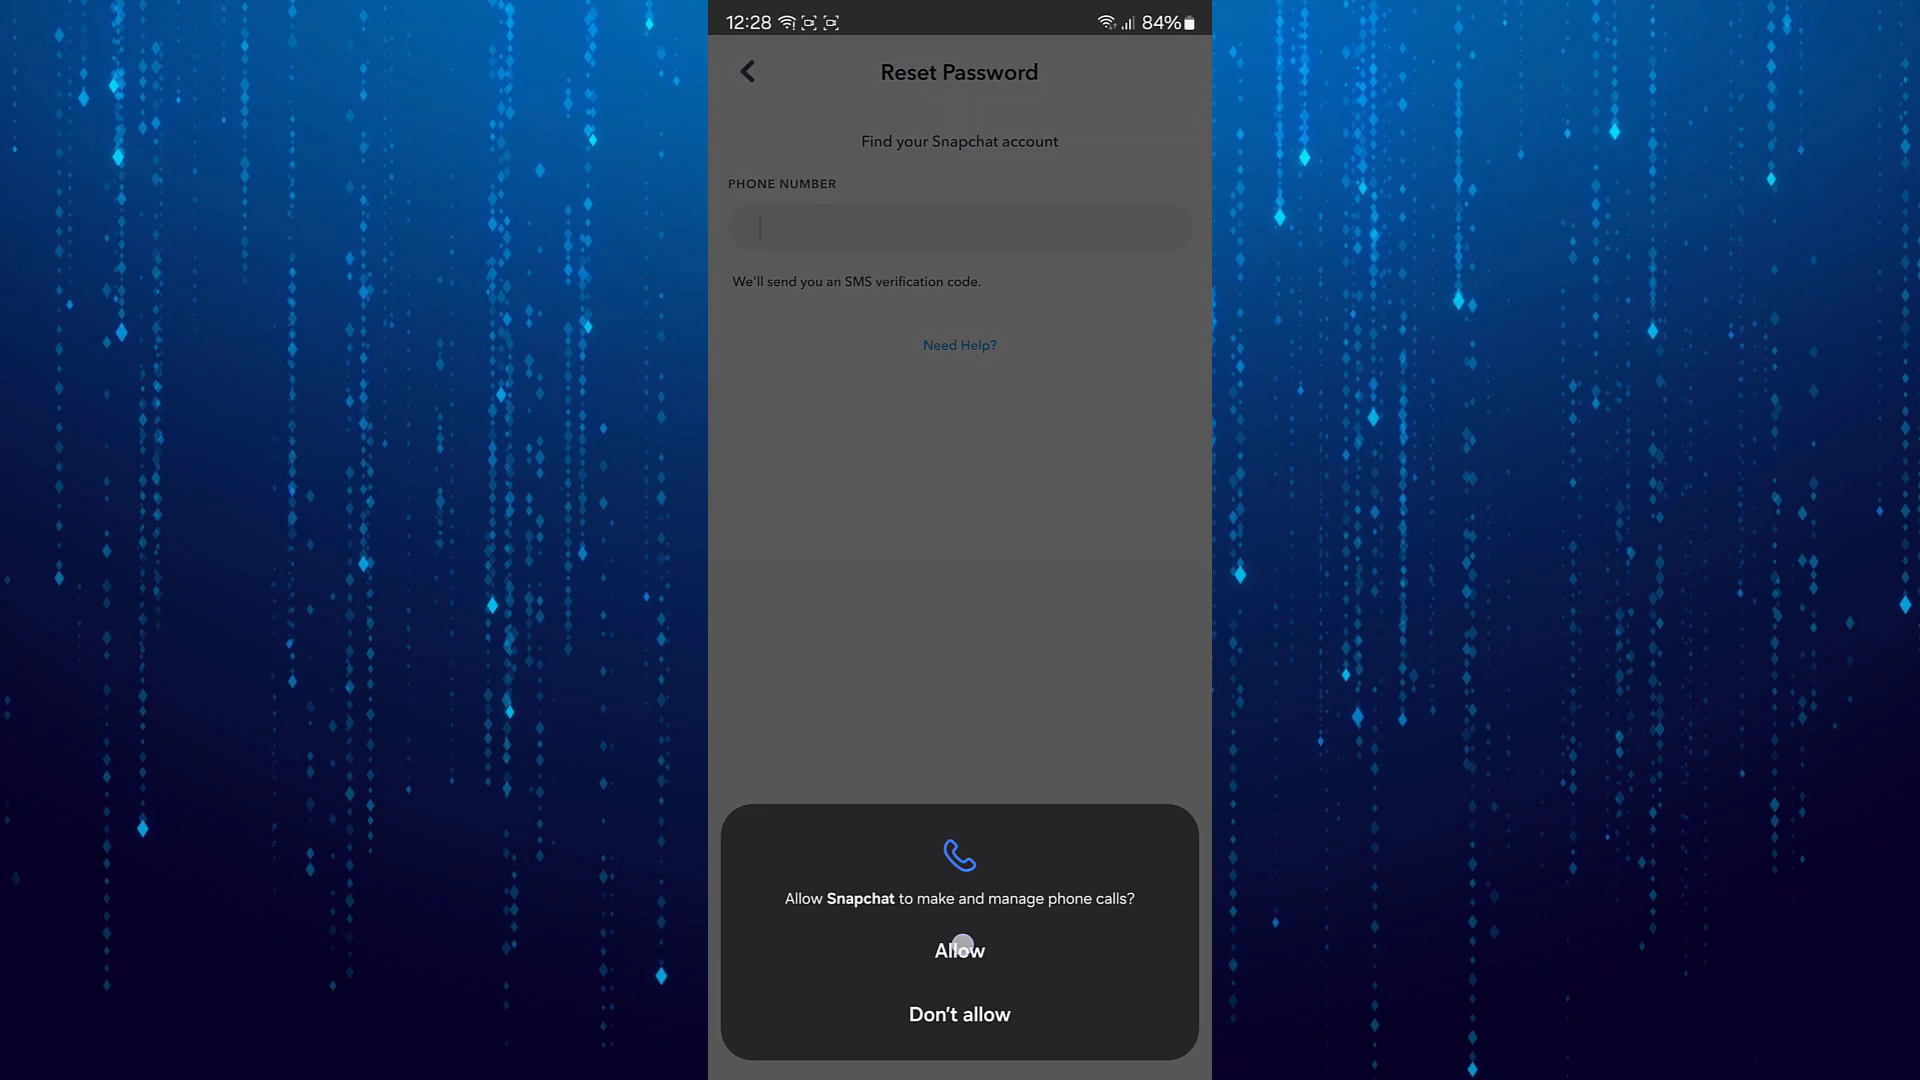 12:28
84%
Reset Password
Find your Snapchat account
PHONE NUMBER
We'll send you an SMS verification code.
Need Help?
Allow Snapchat to make and manage phone calls?
Allow
Don't allow